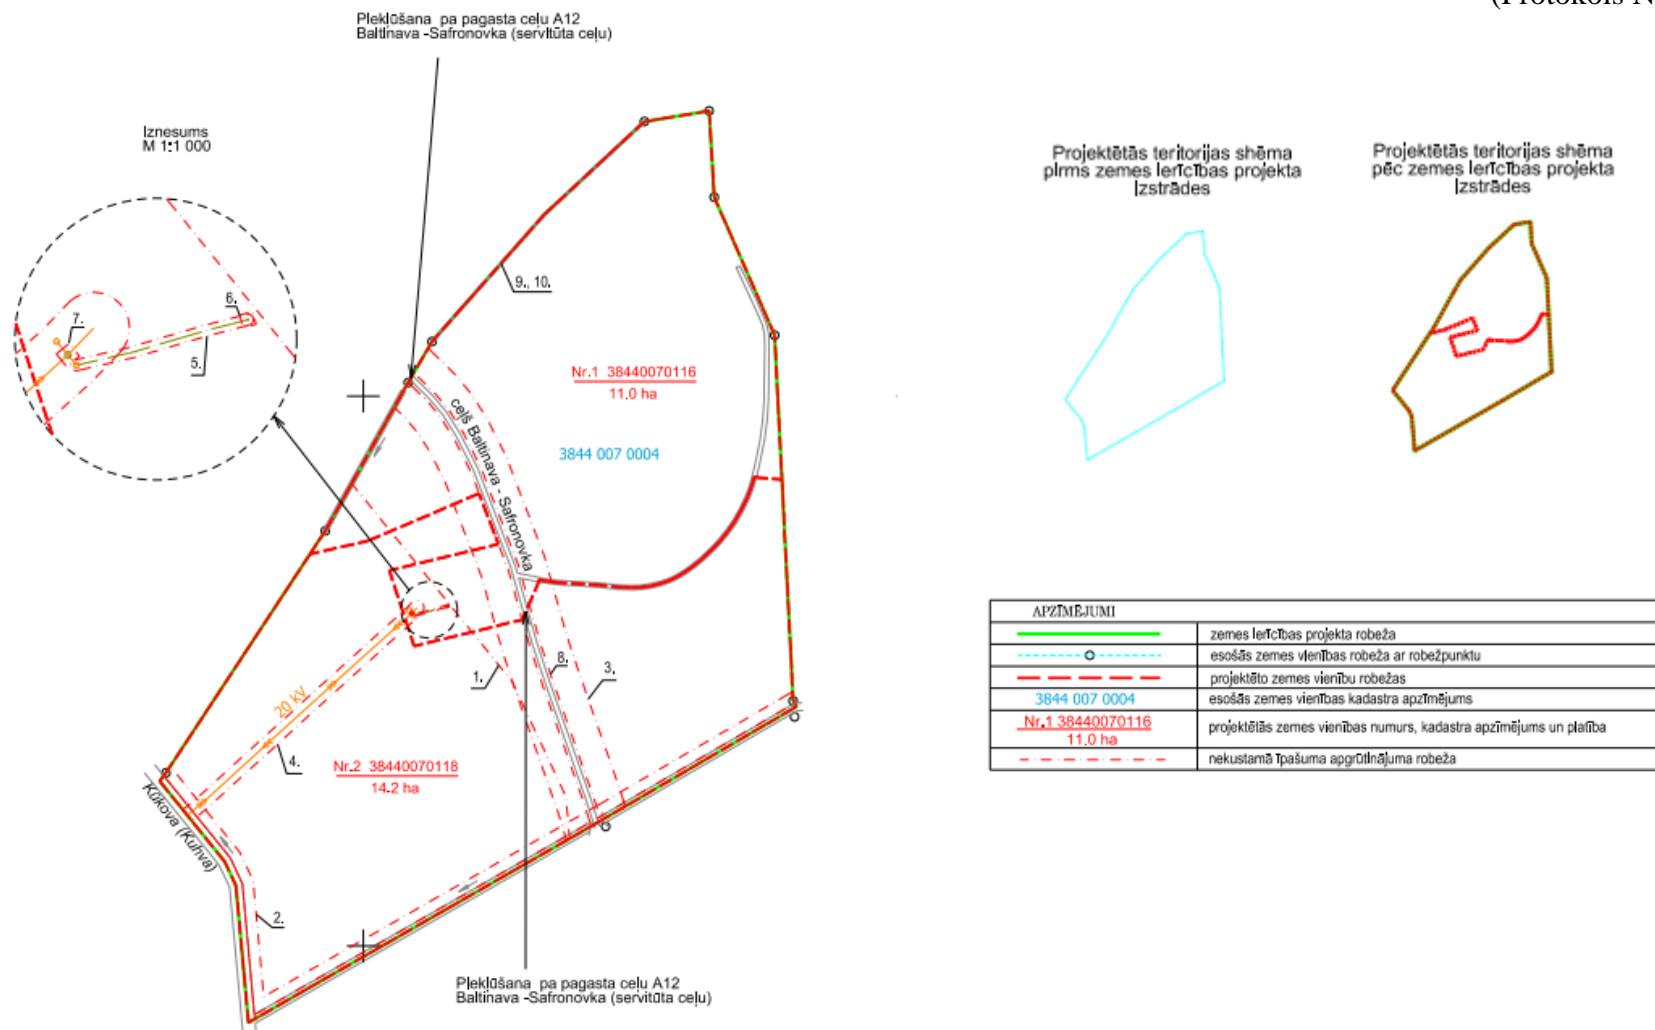 (Protokols N
Piekļūšana pa pagasta ceļu A12
Baltinava -Safronovka (servitūta ceļu)
Iznesums
M 1:1 000
Projektētās teritorijas shēma
pirms zemes ierīcības projekta
izstrādes
Projektētās teritorijas shēma
pēc zemes ierīcības projekta
izstrādes
9., 10.
6.
7.
5.
Nr.1 38440070116
11.0 ha
3844 007 0004
ceļš Baltinava - Safronovka
1.
8.
3.
20 kV
4.
Nr.2 38440070118
14.2 ha
Kūkova (Kuhva)
2.
Piekļūšana pa pagasta ceļu A12
Baltinava -Safronovka (servitūta ceļu)
APZĪMĒJUMI
zemes ierīcības projekta robeža
esošās zemes vienības robeža ar robežpunktu
projektēto zemes vienību robežas
3844 007 0004 esošās zemes vienības kadastra apzīmējums
Nr.1 38440070116
11.0 ha
projektētās zemes vienības numurs, kadastra apzīmējums un platība
nekustamā īpašuma apgrūtinājuma robeža